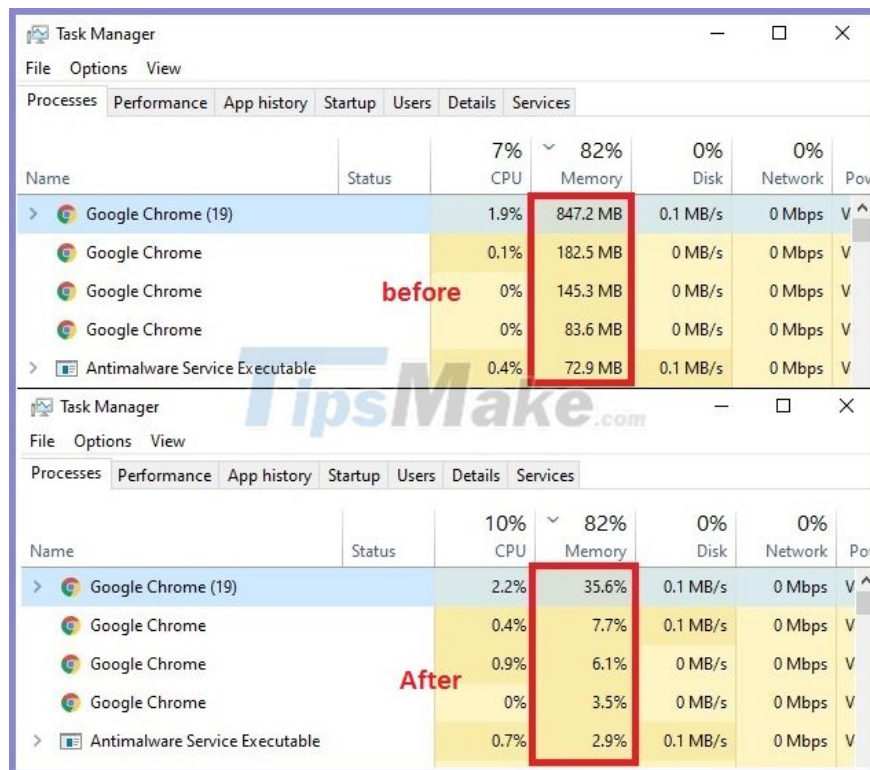 Task Manager
File Options View
Processes Performance App history Startup Users Details Services
7% 82% 0% 0%
Name Status CPU Memory Disk Network Pov
Google Chrome (19) 1.9% 847.2 MB 0.1 MB/s 0 Mbps V
Google Chrome 0.1% 182.5 MB 0 MB/s 0 Mbps V
Google Chrome before 0% 145.3 MB 0 MB/s 0 Mbps V
Google Chrome 0% 83.6 MB 0 MB/s 0 Mbps V
Antimalware Service Executable 0.4% 72.9 MB 0.1 MB/s 0 Mbps V
TipsMake.com
Task Manager
File Options View
Processes Performance App history Startup Users Details Services
10% 82% 0% 0%
Name Status CPU Memory Disk Network Po
Google Chrome (19) 2.2% 35.6% 0.1 MB/s 0 Mbps V
Google Chrome 0.4% 7.7% 0.1 MB/s 0 Mbps V
Google Chrome 0.9% 6.1% 0 MB/s 0 Mbps V
After
Google Chrome 0% 3.5% 0 MB/s 0 Mbps V
Antimalware Service Executable 0.7% 2.9% 0.1 MB/s 0 Mbps V